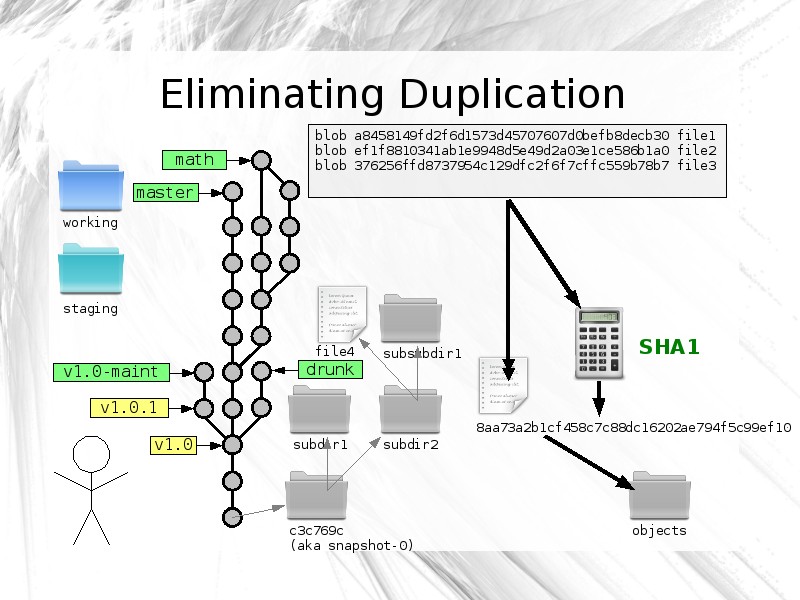 Eliminating Duplication
blob a8458149fd2f6d1573d45707607d0befb8decb30 file1
blob ef1f8810341ab1e9948d5e49d2a03e1ce586b1a0 file2
blob 376256ffd8737954c129dfc2f6f7cffc559b78b7 file3
math
master
working
staging
file4
subsubdir1
SHA1
v1.0-maint
drunk
v1.0.1
8aa73a2b1cf458c7c88dc16202ae794f5c99ef10
v1.0
subdir1
subdir2
c3c769c
(aka snapshot-0)
objects